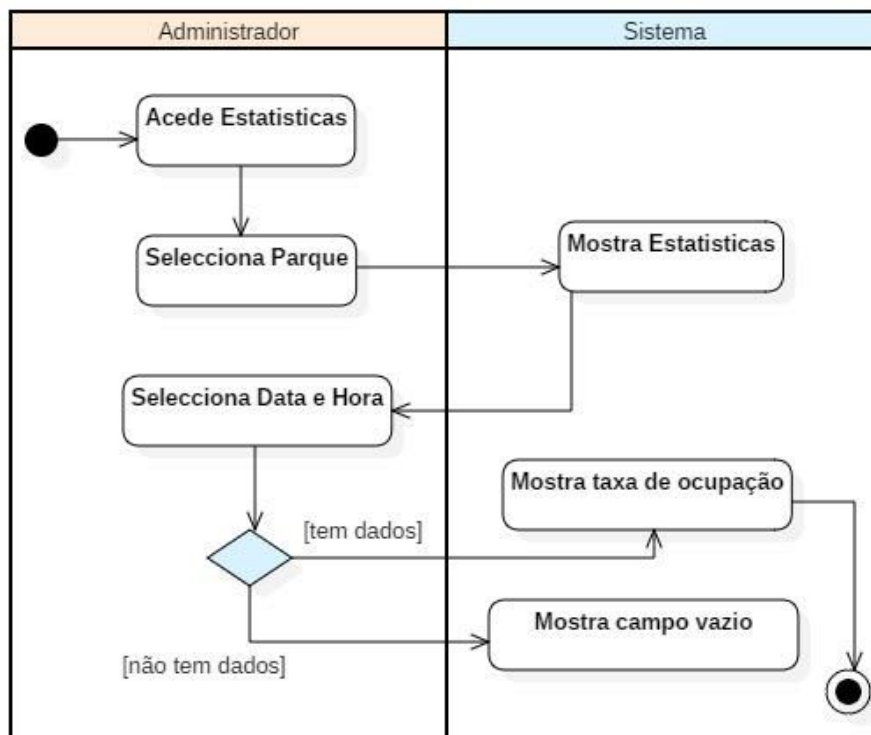 Administrador
Sistema
Acede Estatisticas
Selecciona Parque
Mostra Estatisticas
Selecciona Data e Hora
Mostra taxa de ocupação
[tem dados]
Mostra campo vazio
[não tem dados]